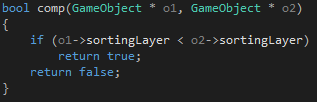 bool comp(GameObject * o1, GameObject * o2)
{
    if (o1->sortingLayer < o2->sortingLayer)
        return true;
    return false;
}